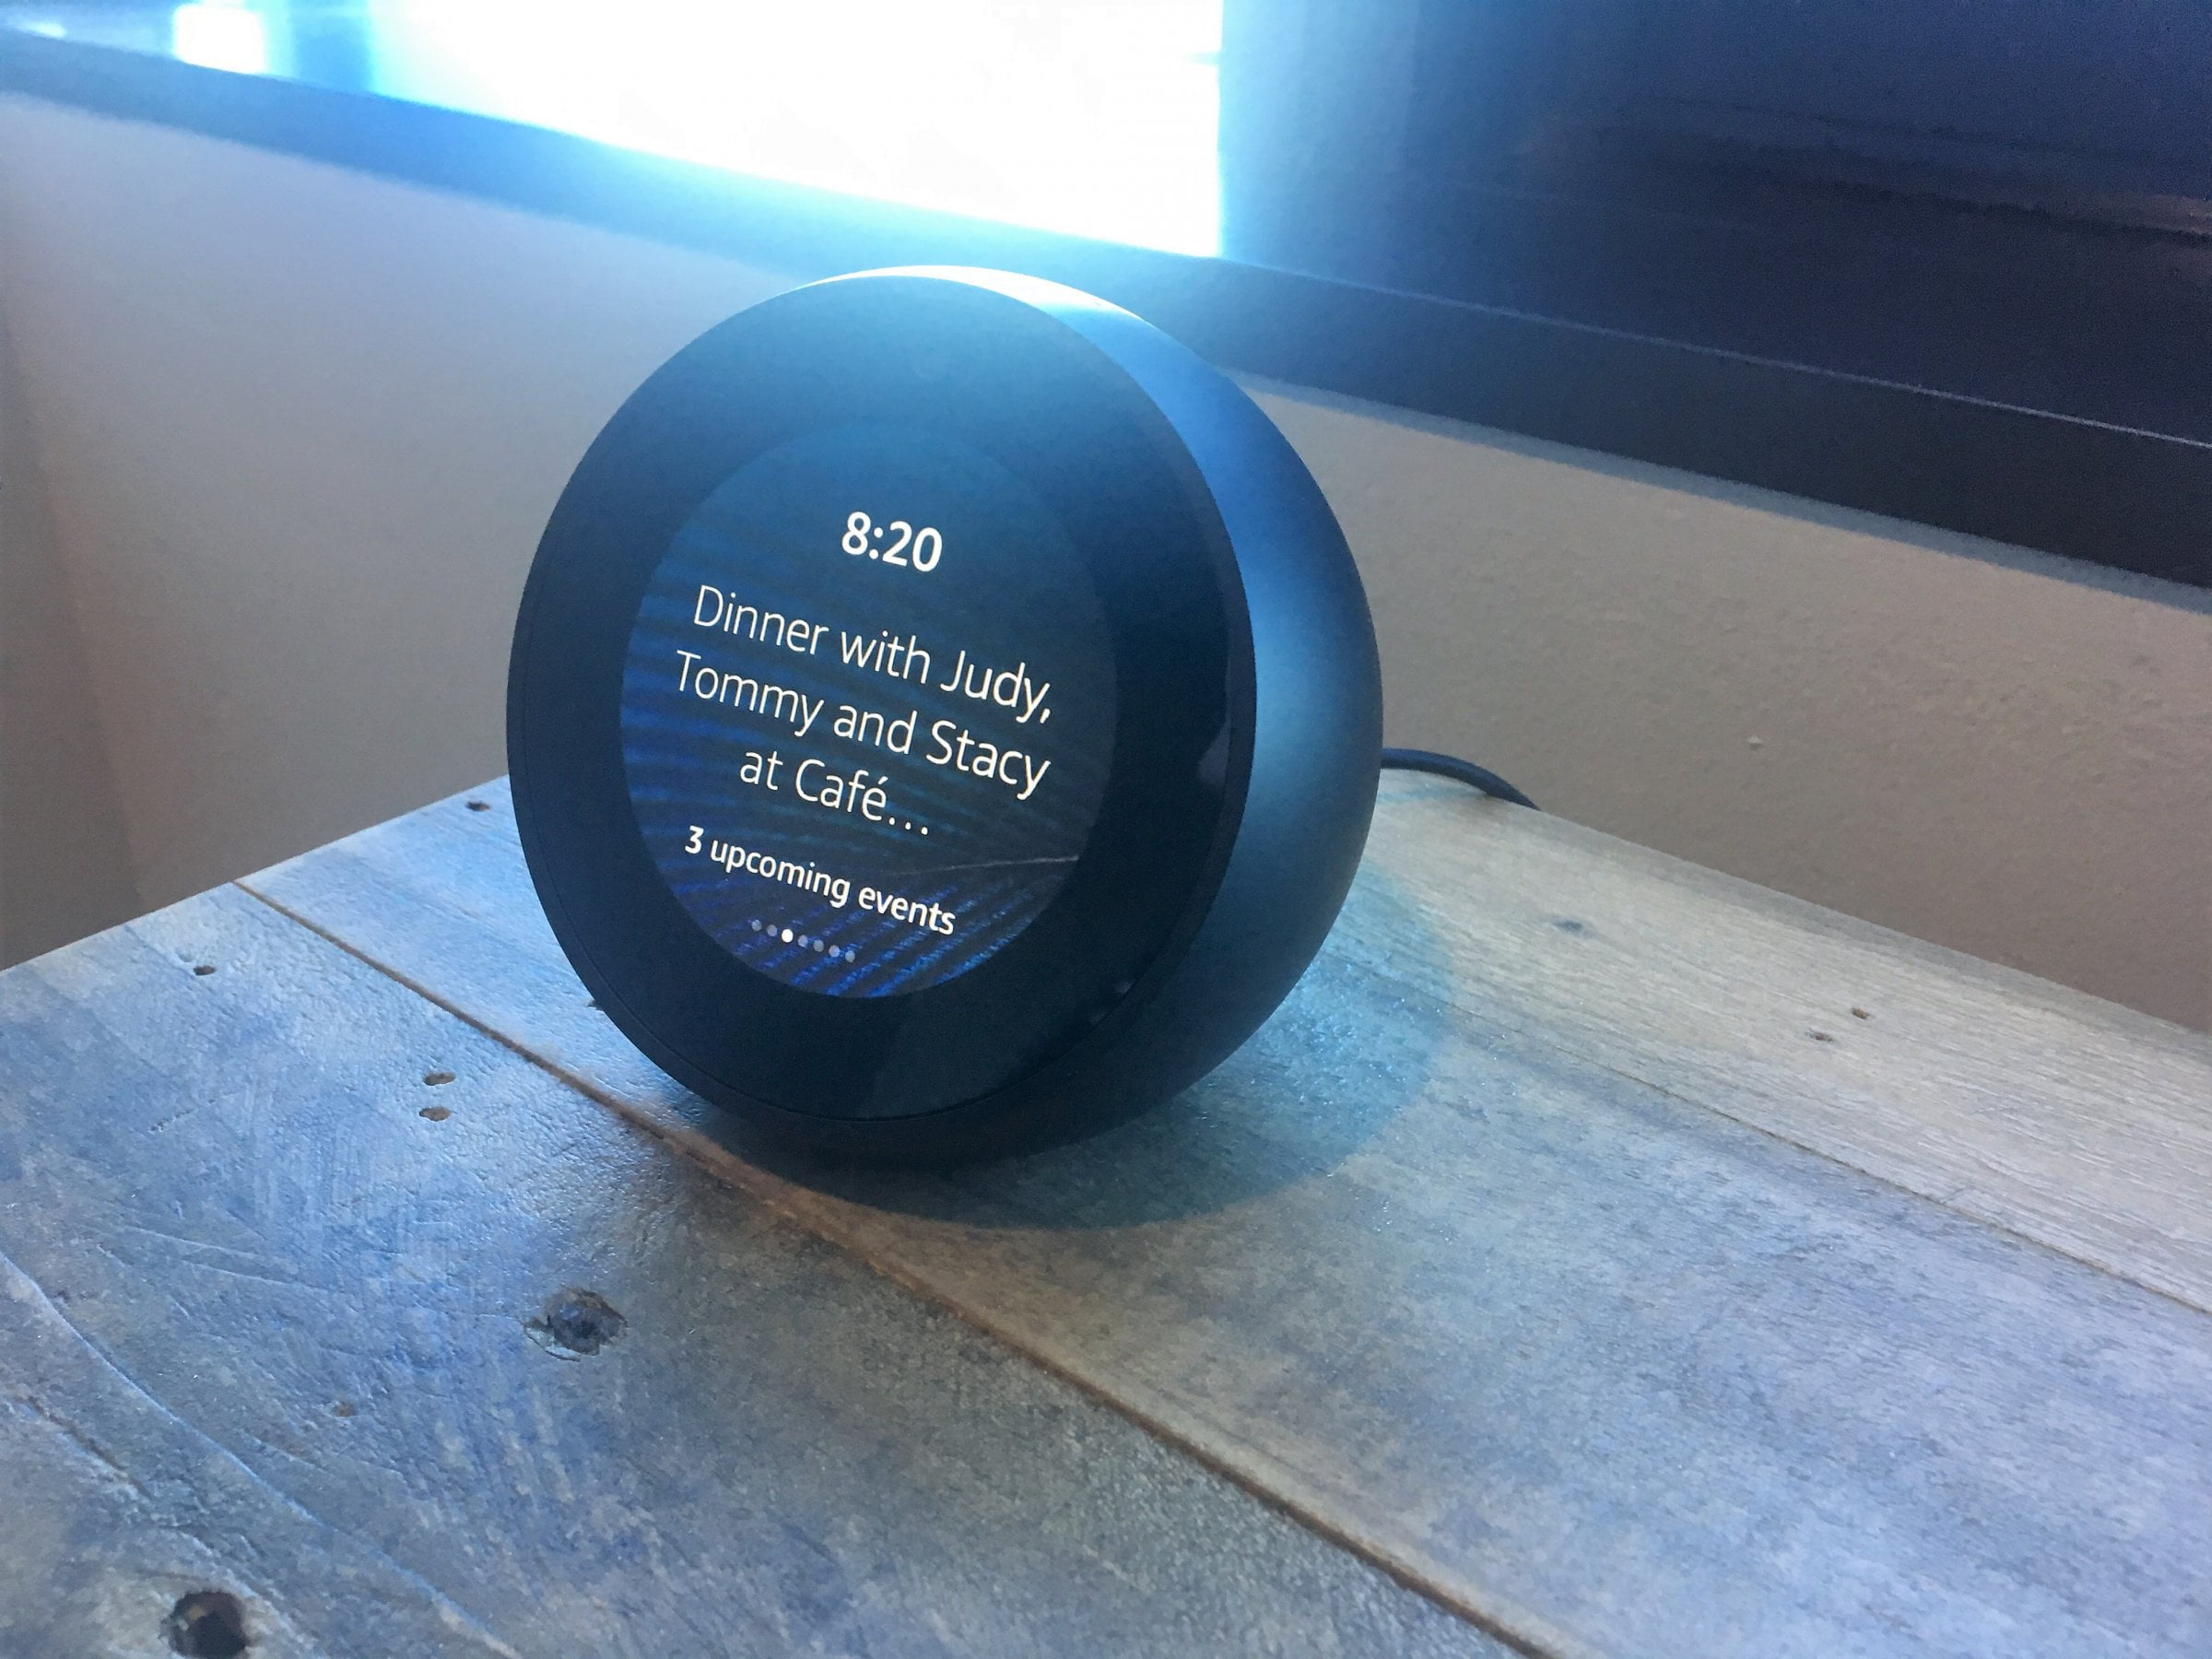 8:20
Dinner with Judy,
Tommy and Stacy
at Café...
3 upcoming events